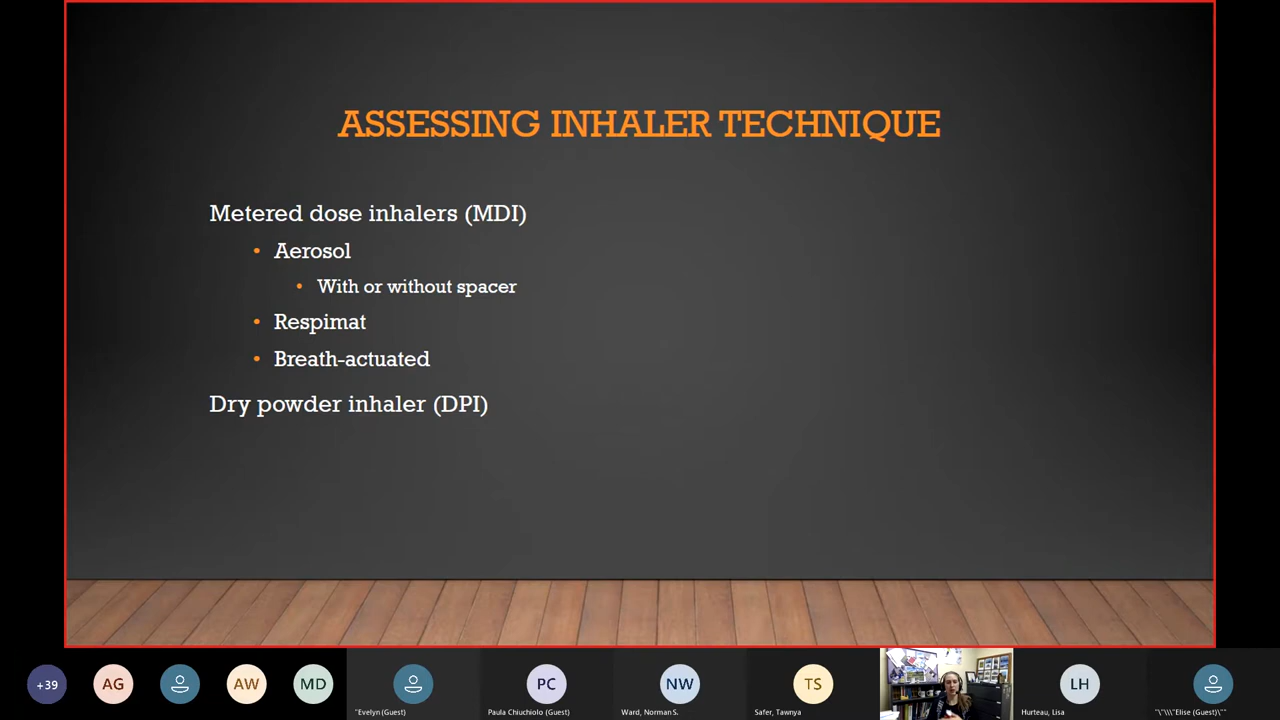 ASSESSING INHALER TECHNIQUE
Metered dose inhalers (MDI)
• Aerosol
• With or without spacer
• Respimat
• Breath-actuated
Dry powder inhaler (DPI)
+39
AG
AW
MD
"Evelyn (Guest)
PC
Paula Chiuchiolo (Guest)
NW
Ward, Norman S.
TS
Safer, Tawnya
LH
Hurteau, Lisa
"\"\\\"Elise (Guest)\""